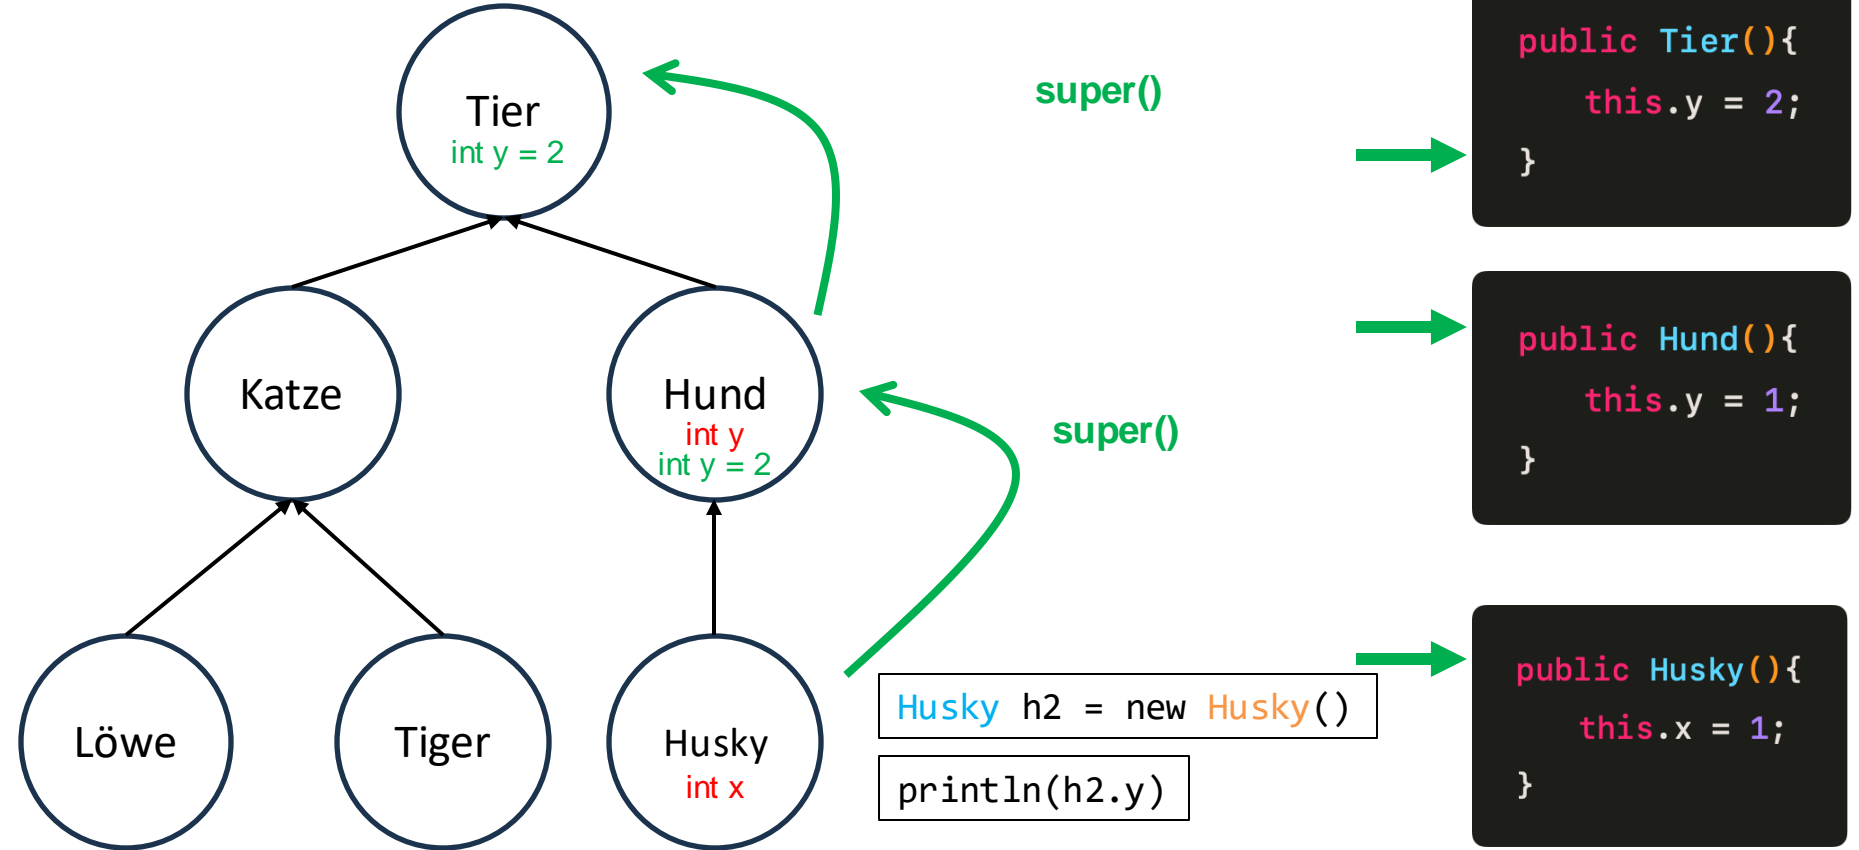 Tier
int y = 2
super()
public Tier(){
this.y = 2;
}
Katze
Hund
int y
int y = 2
super()
public Hund(){
this.y = 1;
}
Löwe
Tiger
Husky
int x
Husky h2 = new Husky()
println(h2.y)
public Husky(){
this.x = 1;
}